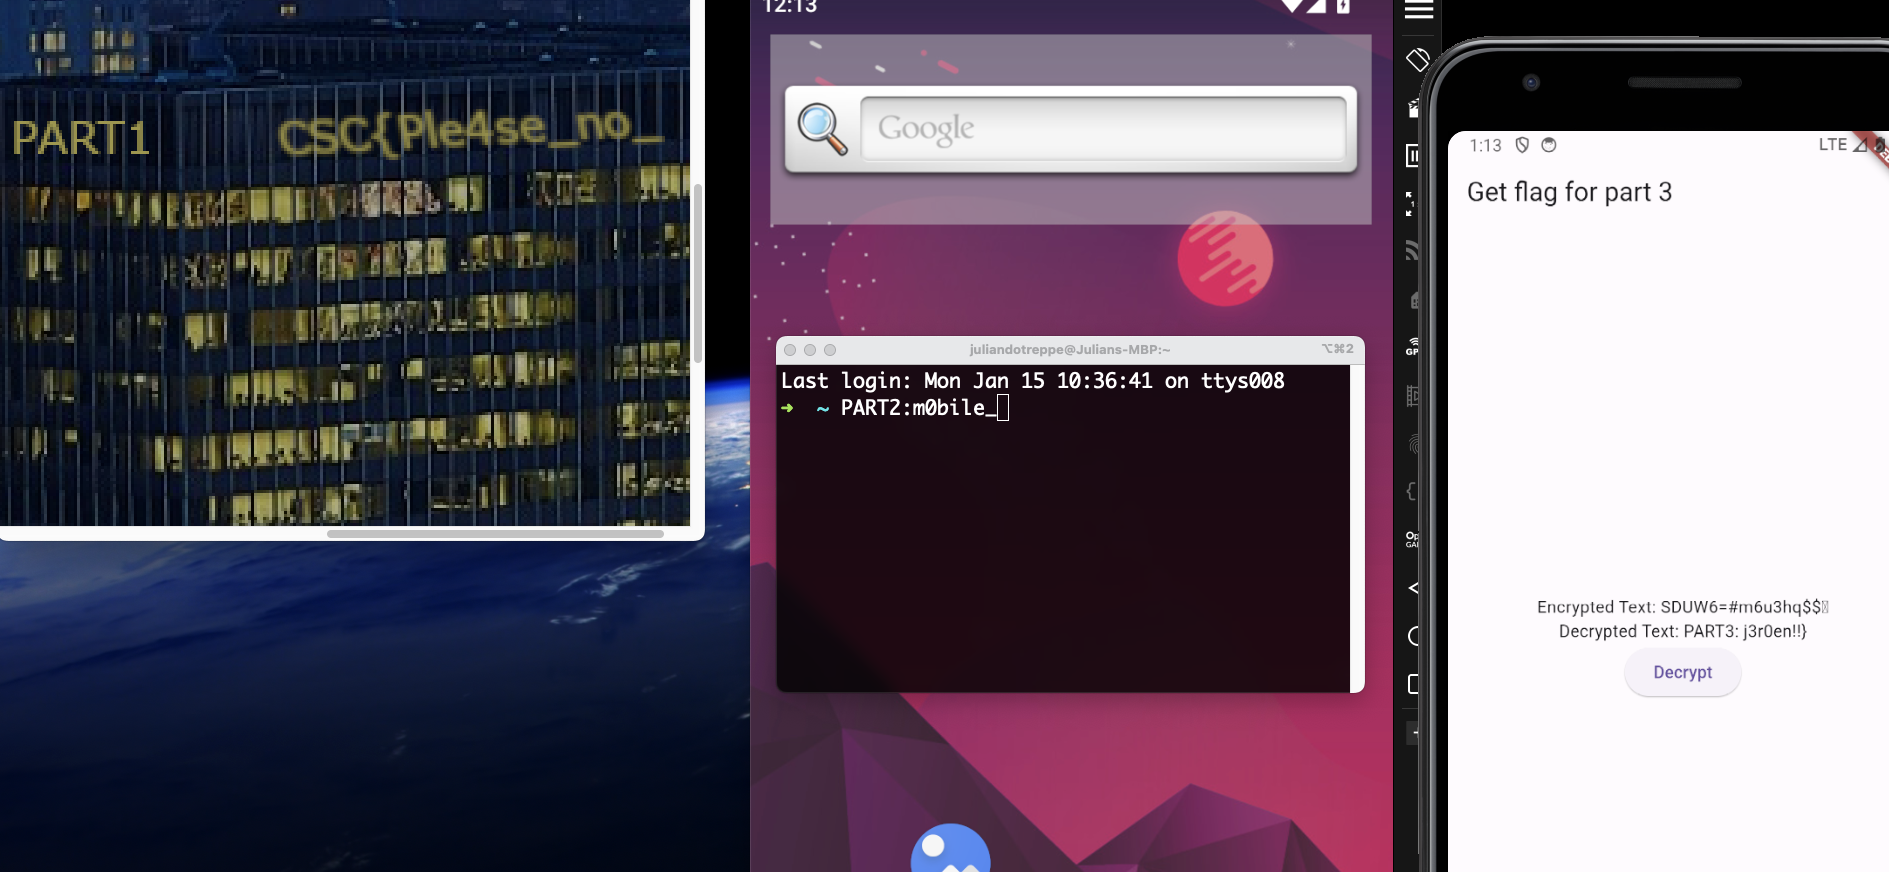 PART1
CSC{Ple4se_no_
12:13
Google
juliandotreppe@Julians-MBP:~
⌥⌘2
Last login: Mon Jan 15 10:36:41 on ttys008
➜ ~ PART2:m0bile_
1:13
LTE
Get flag for part 3
Encrypted Text: SDUW6=#m6u3hq$$
Decrypted Text: PART3: j3r0en!!}
Decrypt